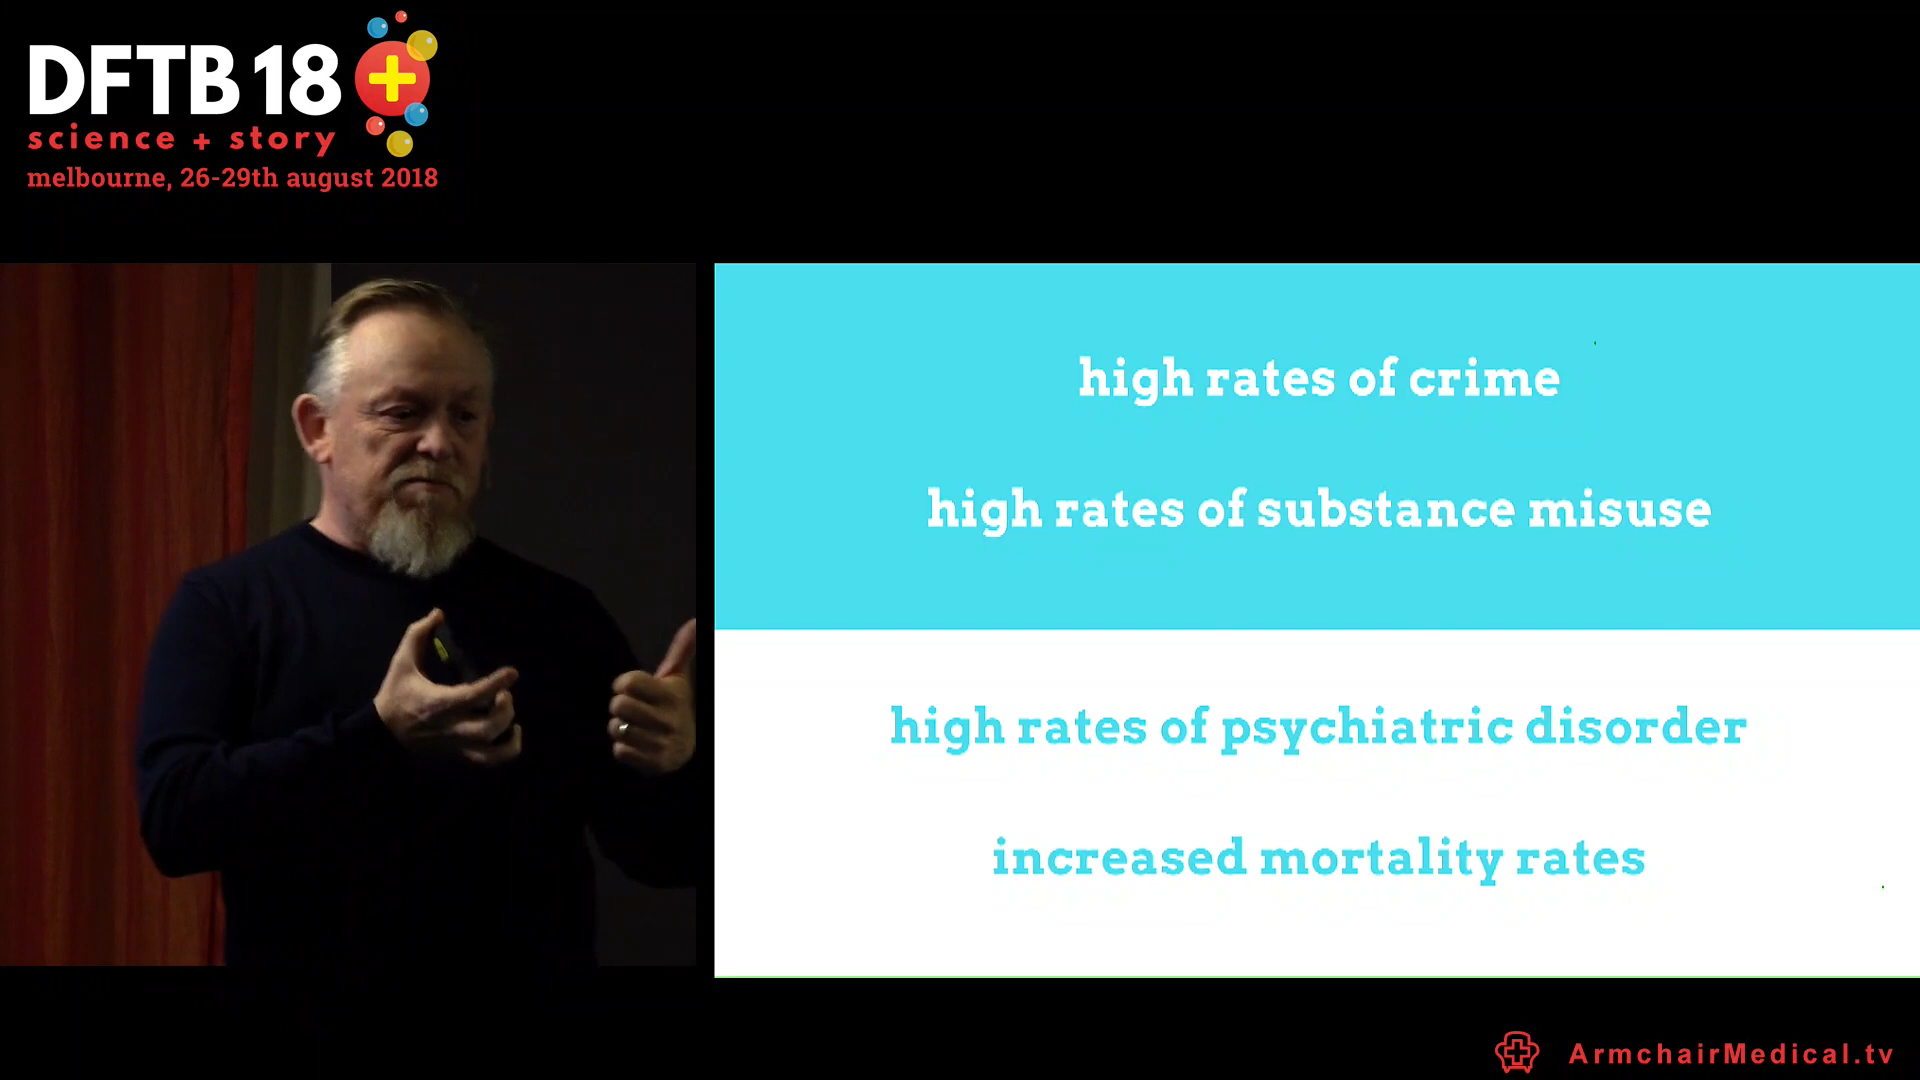 DFTB 18
science + story
melbourne, 26-29th august 2018
high rates of crime
high rates of substance misuse
high rates of psychiatric disorder
increased mortality rates
ArmchairMedical.tv